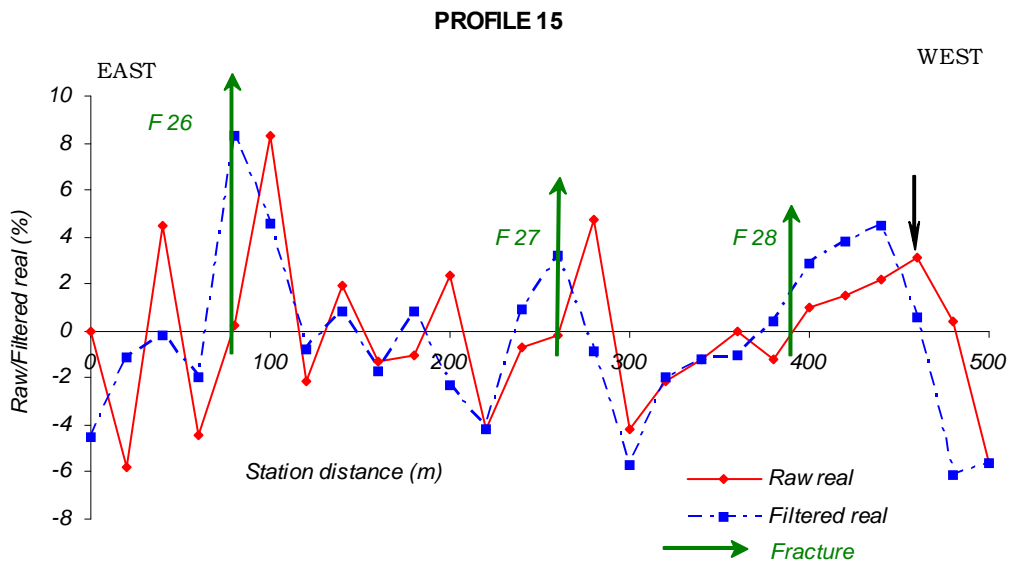 PROFILE 15
EAST
WEST
10
8
6
4
2
0
-2
-4
-6
-8
Raw/Filtered real (%)
F 26
F 27
F 28
0
100
200
300
400
500
Station distance (m)
Raw real
Filtered real
Fracture